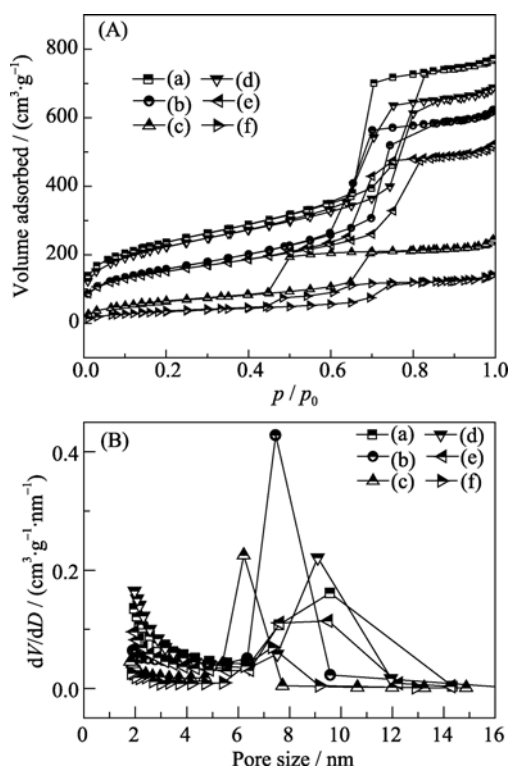 (A)
800
600
400
200
0
Volume adsorbed / (cm³·g⁻¹)
(a) (d)
(b) (e)
(c) (f)
0.0 0.2 0.4 0.6 0.8 1.0
p / p₀
(B)
0.4
0.2
0.0
dV/dD / (cm³·g⁻¹·nm⁻¹)
(a) (d)
(b) (e)
(c) (f)
0 2 4 6 8 10 12 14 16
Pore size / nm